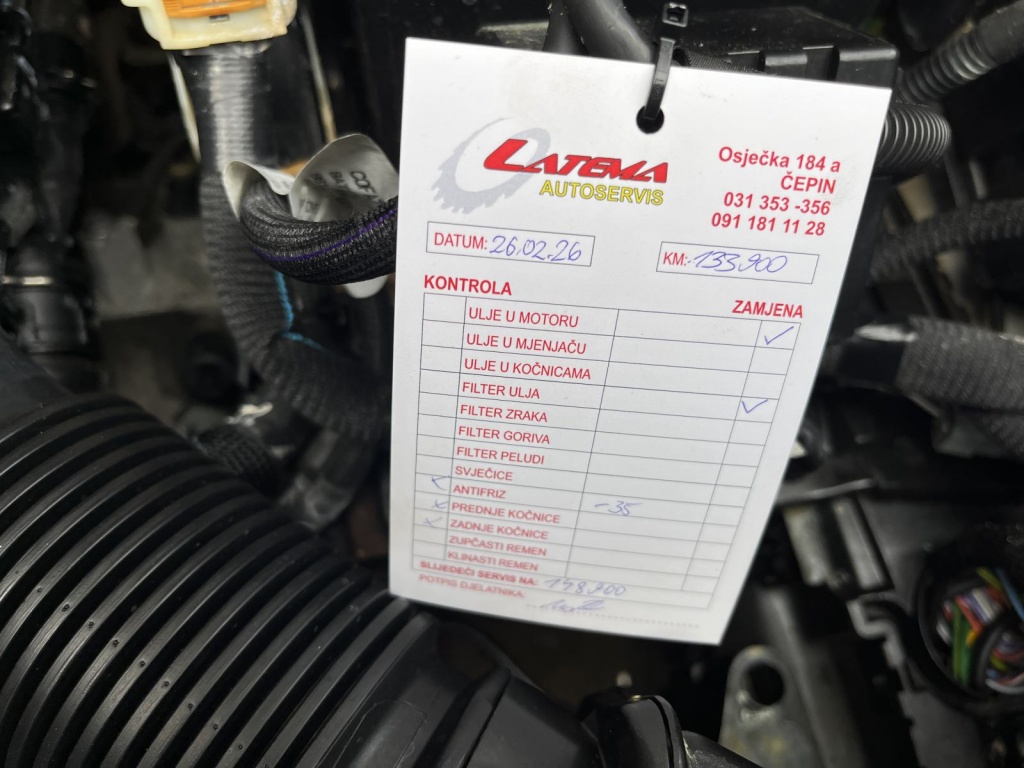 LATEMA
AUTOSERVIS
Osječka 184 a
ČEPIN
031 353 -356
091 181 11 28
DATUM: 26.02.26
KM: 133.900
KONTROLA
ZAMJENA
ULJE U MOTORU ✓
ULJE U MJENJAČU
ULJE U KOČNICAMA
FILTER ULJA ✓
FILTER ZRAKA
FILTER GORIVA
FILTER PELUDI
SVJEĆICE
✓ ANTIFRIZ -35
✓ PREDNJE KOČNICE
✓ ZADNJE KOČNICE
ZUPČASTI REMEN
KLINASTI REMEN
SLIJEDEĆI SERVIS NA: 148.900
POTPIS DJELATNIKA: